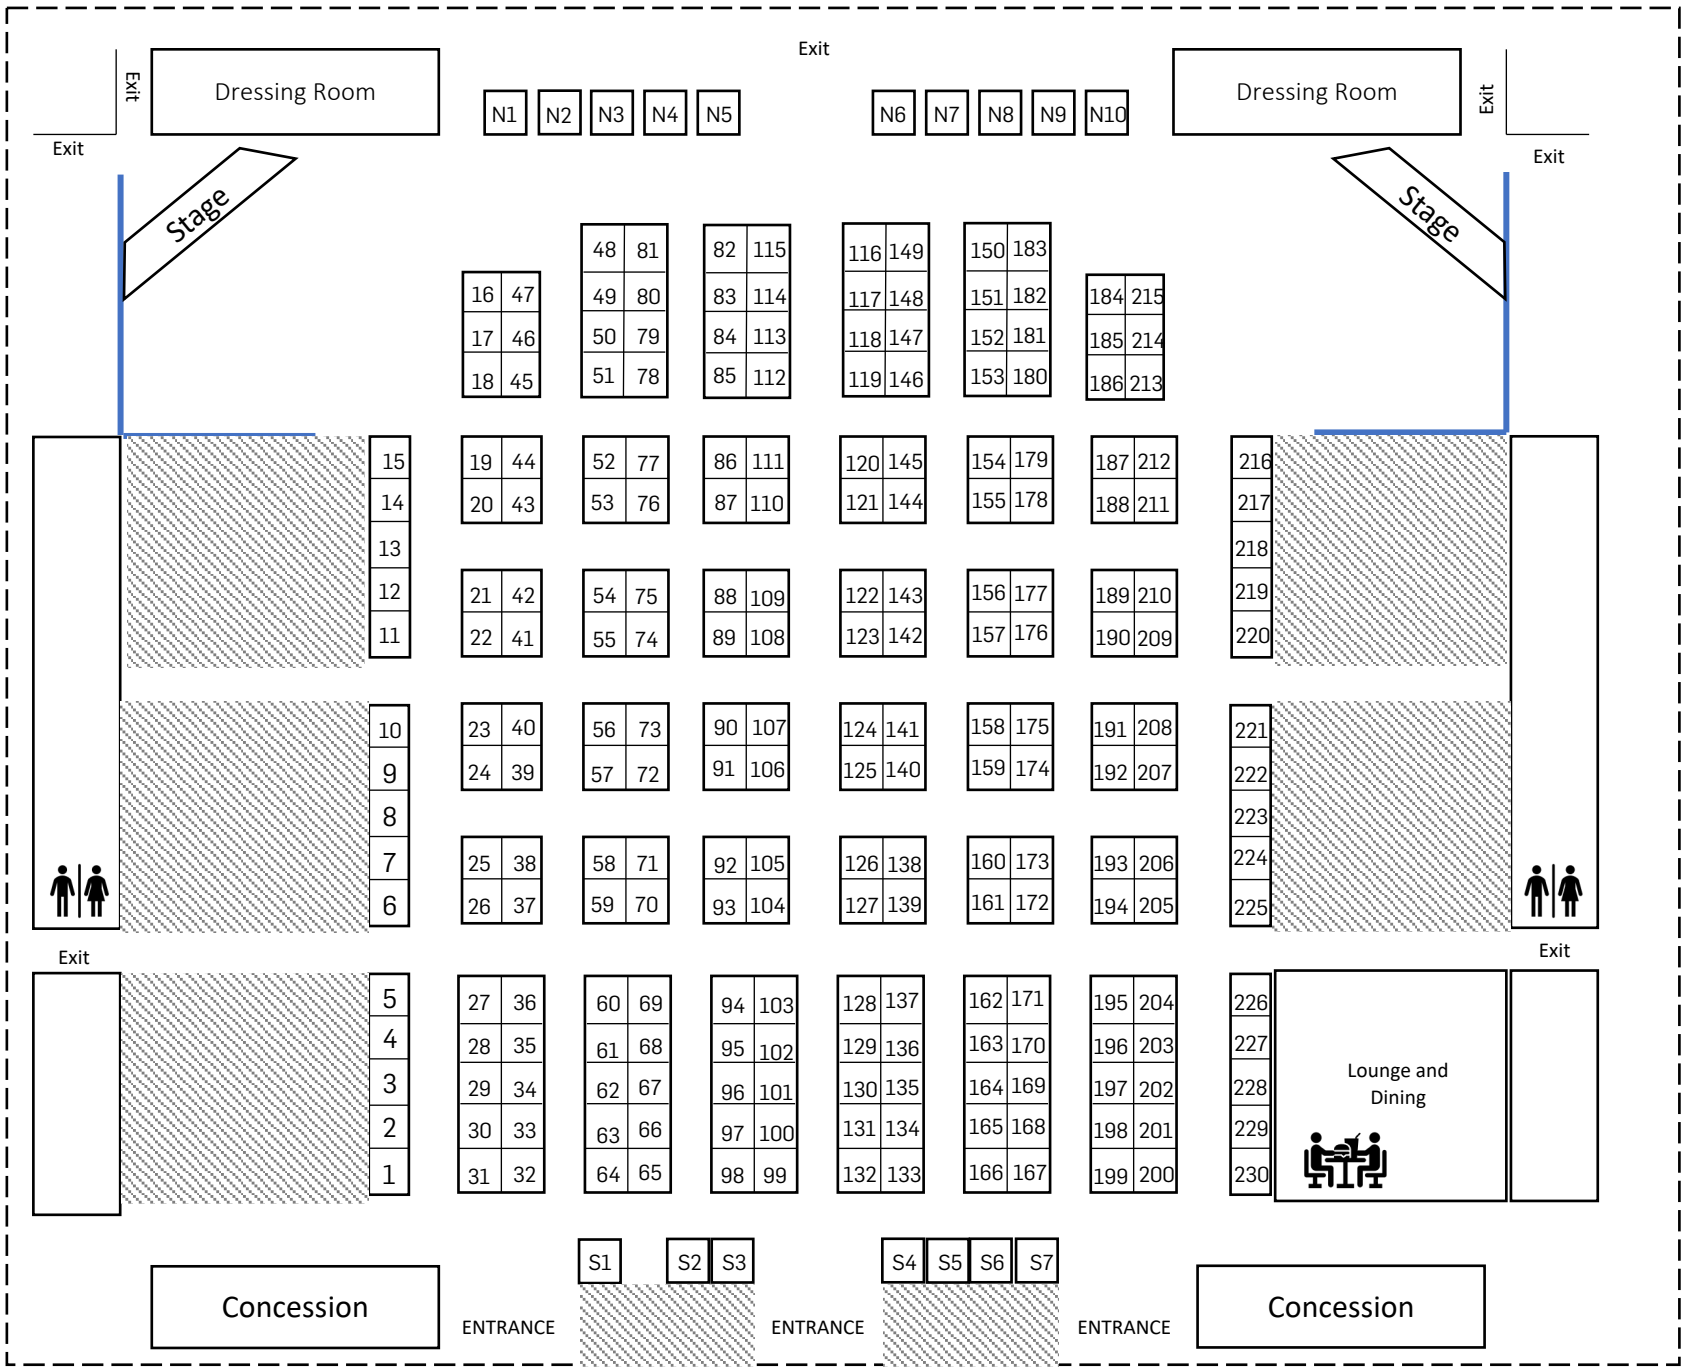 Exit
Exit
Dressing Room
Exit
Dressing Room
Exit
N1 N2 N3 N4 N5 N6 N7 N8 N9 N10
Exit
Exit
Stage
Stage
48 81 82 115 116 149 150 183
16 47 49 80 83 114 117 148 151 182 184 215
17 46 50 79 84 113 118 147 152 181 185 214
18 45 51 78 85 112 119 146 153 180 186 213
15 19 44 52 77 86 111 120 145 154 179 187 212 216
14 20 43 53 76 87 110 121 144 155 178 188 211 217
13 218
12 21 42 54 75 88 109 122 143 156 177 189 210 219
11 22 41 55 74 89 108 123 142 157 176 190 209 220
10 23 40 56 73 90 107 124 141 158 175 191 208 221
9 24 39 57 72 91 106 125 140 159 174 192 207 222
8 223
7 25 38 58 71 92 105 126 138 160 173 193 206 224
6 26 37 59 70 93 104 127 139 161 172 194 205 225
Exit
Exit
5 27 36 60 69 94 103 128 137 162 171 195 204 226
4 28 35 61 68 95 102 129 136 163 170 196 203 227
3 29 34 62 67 96 101 130 135 164 169 197 202 228
Lounge and
Dining
2 30 33 63 66 97 100 131 134 165 168 198 201 229
1 31 32 64 65 98 99 132 133 166 167 199 200 230
S1 S2 S3 S4 S5 S6 S7
Concession
ENTRANCE
ENTRANCE
ENTRANCE
Concession